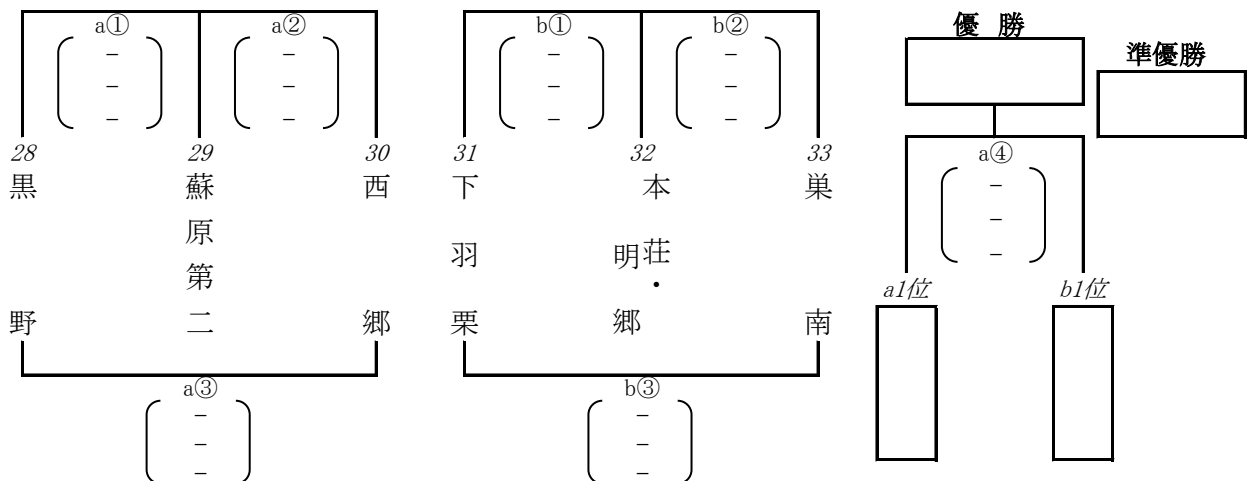 a① a② b① b② 優 勝
– – – – 準優勝
– – – –
– – – –
28 29 30 31 32 33 a④
黒野 蘇原第二 西郷 下羽栗 本荘・明郷 巣南 –
–
–
a1位 b1位
a③ b③
– –
– –
– –